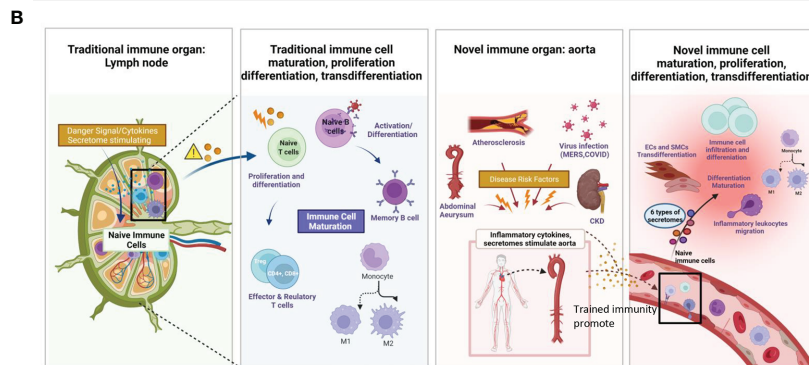 B
Traditional immune organ:
Lymph node
Danger Signal/Cytokines
Secretome stimulating
Naive Immune
Cells
Traditional immune cell
maturation, proliferation
differentiation, transdifferentiation
Naive
T cells
Naive B
cells
Activation/
Differentiation
Proliferation and
differentiation
Memory B cell
Immune Cell
Maturation
Treg
CD4+, CD8+
Effector & Reulatory
T cells
Monocyte
M1
M2
Novel immune organ: aorta
Atherosclerosis
Virus infection
(MERS,COVID)
Disease Risk Factors
Abdominal
Aeurysm
CKD
Inflammatory cytokines,
secretomes stimulate aorta
Trained immunity
promote
Novel immune cell
maturation, proliferation,
differentiation, transdifferentiation
Immune cell
infiltration and
differentiation
Monocyte
ECs and SMCs
Transdifferentiation
Differentiation
Maturation
M1
M2
6 types of
secretomes
Inflammatory leukocytes
migration
Naive
immune cells